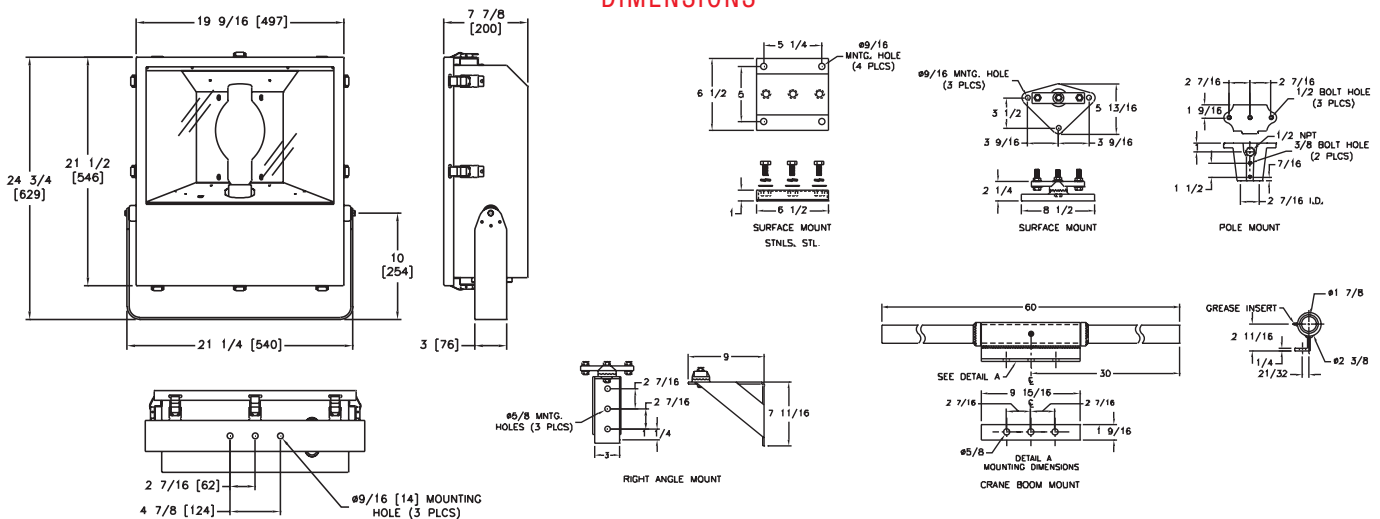 DIMENSIONS
19 9/16 [497]
24 3/4
[629]
21 1/2
[546]
10
[254]
21 1/4 [540]
7 7/8
[200]
3 [76]
2 7/16 [62]
4 7/8 [124]
ø9/16 [14] MOUNTING
HOLE (3 PLCS)
5 1/4
ø9/16
MNTG. HOLE
(4 PLCS)
6 1/2
6 1/2
1
SURFACE MOUNT
STNLS. STL.
ø9/16 MNTG. HOLE
(3 PLCS)
3 1/2
5 13/16
3 9/16
3 9/16
2 1/4
8 1/2
SURFACE MOUNT
2 7/16
2 7/16
1/2 BOLT HOLE
(3 PLCS)
1 9/16
1/2 NPT
3/8 BOLT HOLE
(2 PLCS)
7/16
1 1/2
2 7/16 I.D.
POLE MOUNT
2 7/16
2 7/16
1 1/4
ø5/8 MNTG.
HOLES (3 PLCS)
3
9
7 11/16
RIGHT ANGLE MOUNT
60
SEE DETAIL A
30
9 15/16
2 7/16
2 7/16
1 9/16
ø5/8
DETAIL A
MOUNTING DIMENSIONS
CRANE BOOM MOUNT
ø1 7/8
GREASE INSERT
2 11/16
1/4
21/32
ø2 3/8